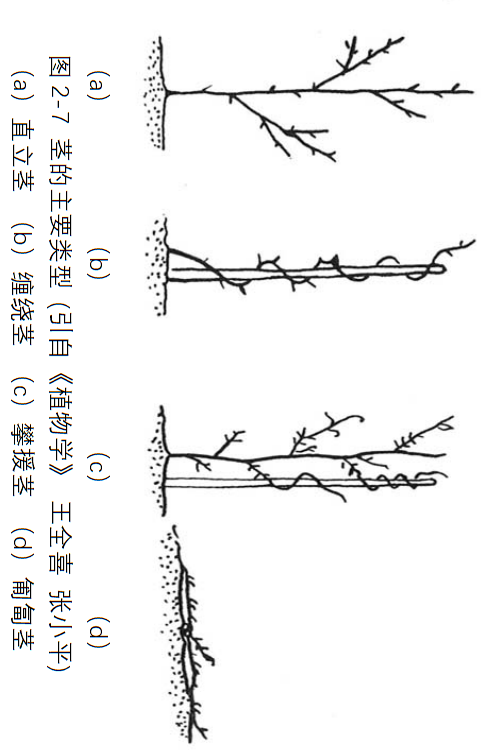 (a) (b) (c) (d)
图 2-7 茎的主要类型 (引自《植物学》 王全喜 张小平)
(a) 直立茎 (b) 缠绕茎 (c) 攀援茎 (d) 匍匐茎